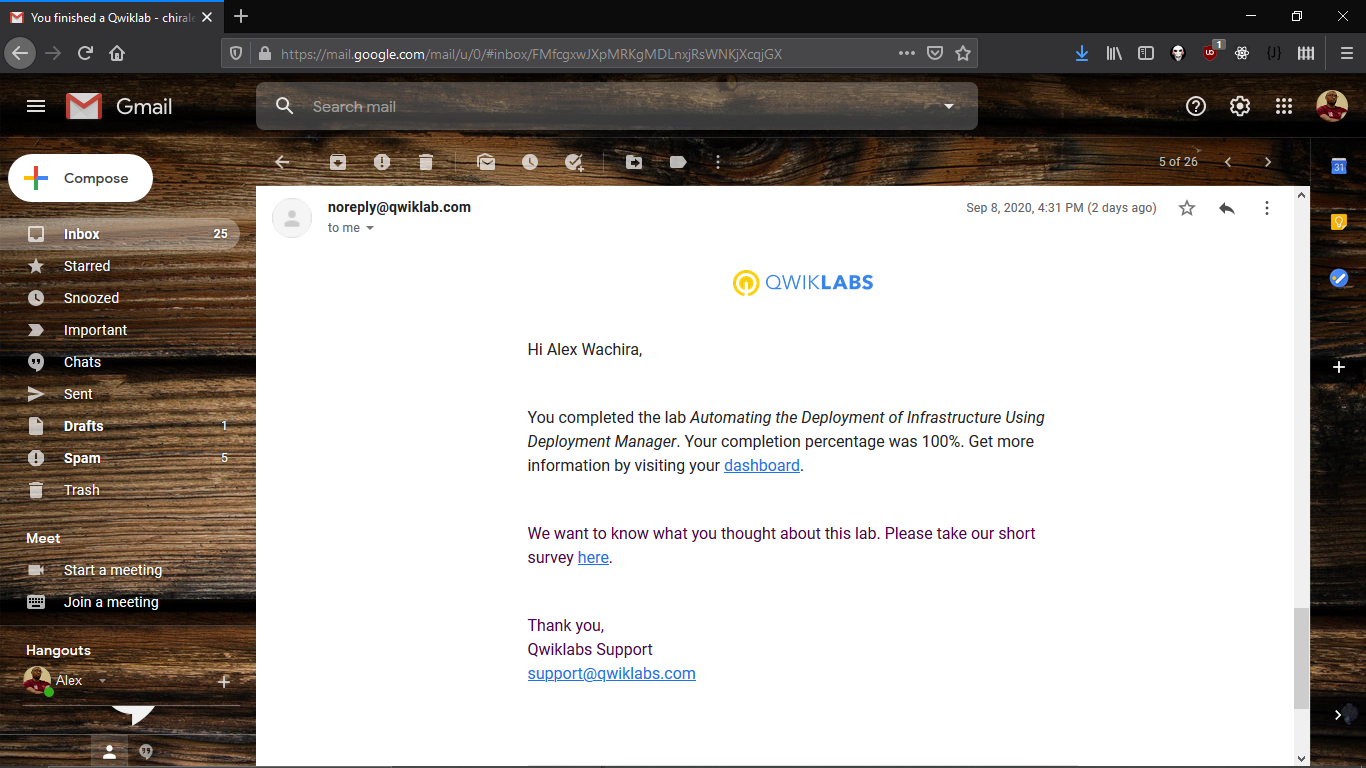 You finished a Qwiklab - chirale
https://mail.google.com/mail/u/0/#inbox/FMfcgxwJXpMRKgMDLnxjRsWNKjXcqjGX
1
Gmail
Search mail
Compose
5 of 26
31
Inbox 25
Starred
Snoozed
Important
Chats
Sent
Drafts 1
Spam 5
Trash
Meet
Start a meeting
Join a meeting
Hangouts
Alex
noreply@qwiklab.com
Sep 8, 2020, 4:31 PM (2 days ago)
to me
QWIKLABS
Hi Alex Wachira,
You completed the lab Automating the Deployment of Infrastructure Using
Deployment Manager. Your completion percentage was 100%. Get more
information by visiting your dashboard.
We want to know what you thought about this lab. Please take our short
survey here.
Thank you,
Qwiklabs Support
support@qwiklabs.com